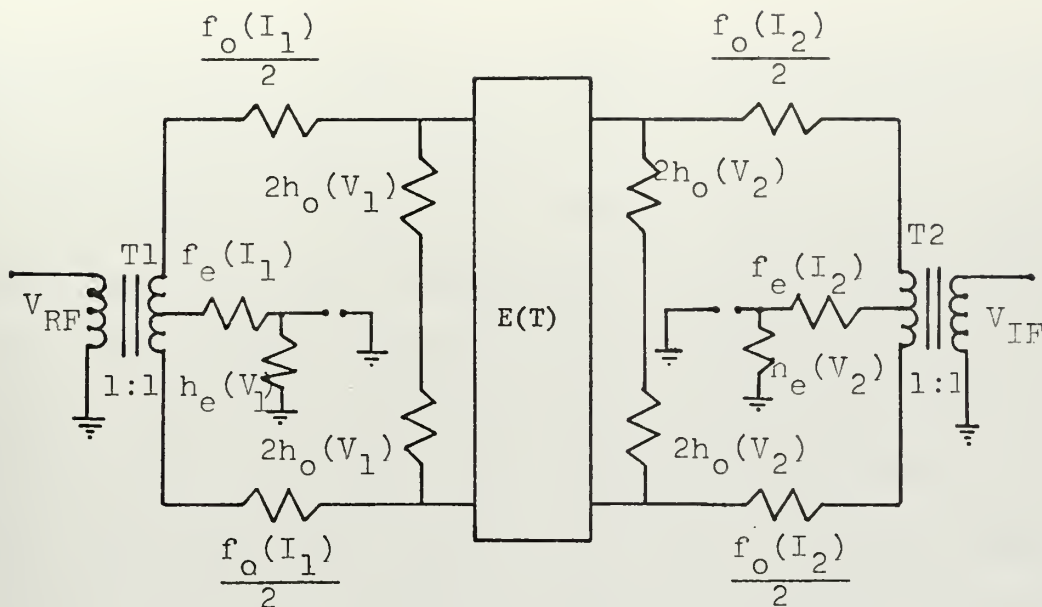 f_o(I_1)
2
f_o(I_2)
2
2h_o(V_1)
2h_o(V_2)
T1
f_e(I_1)
T2
f_e(I_2)
V_RF
E(T)
V_IF
1:1
h_e(V_1)
h_e(V_2)
1:1
2h_o(V_1)
2h_o(V_2)
f_o(I_1)
2
f_o(I_2)
2